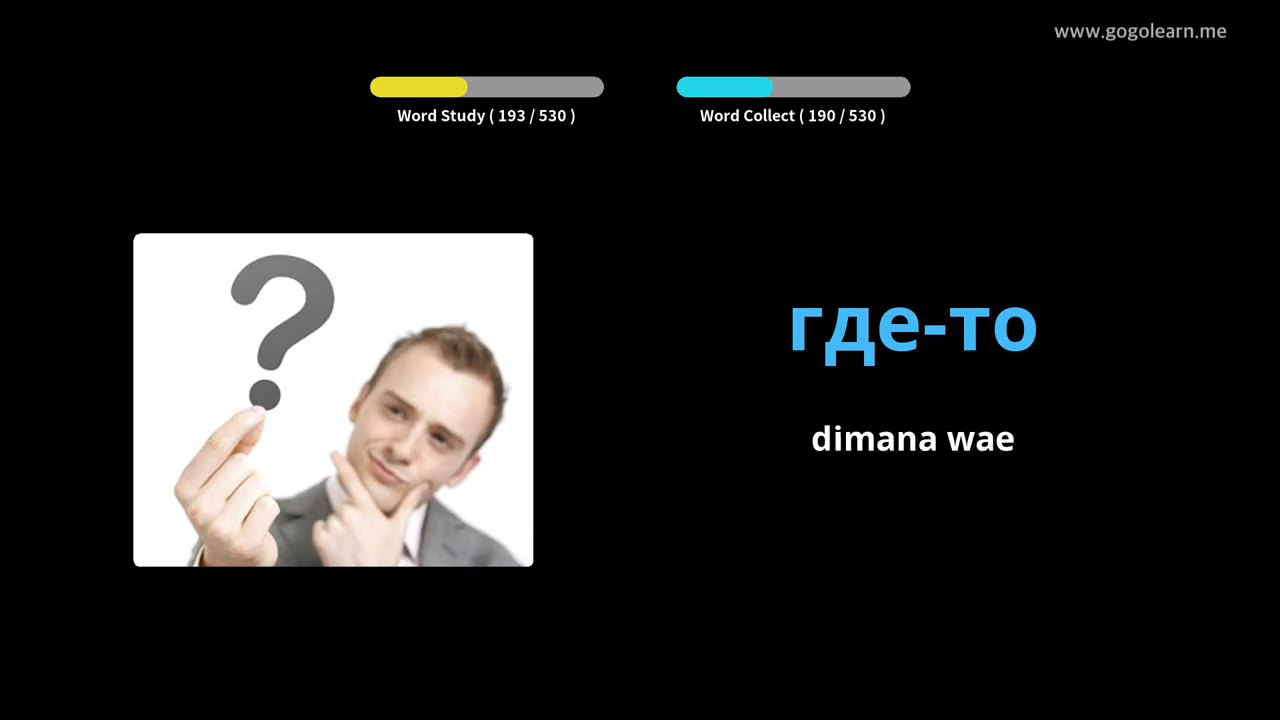 www.gogolearn.me
Word Study ( 193 / 530 )
Word Collect ( 190 / 530 )
где-то
dimana wae